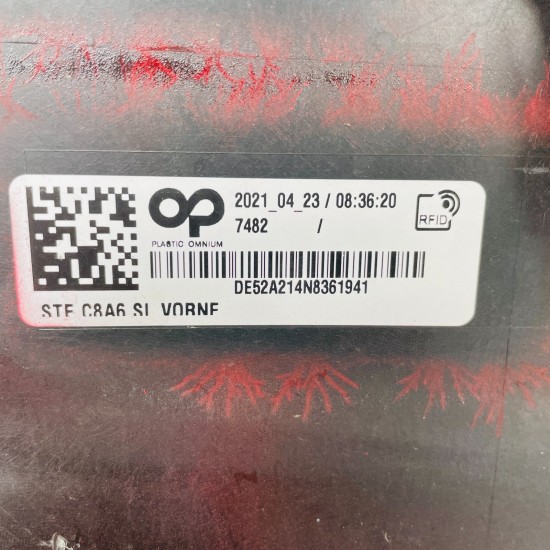 OP
2021_04_23 / 08:36:20
RFID
7482 /
PLASTIC OMNIUM
DE52A214N8361941
STF C8A6 SL VORNE